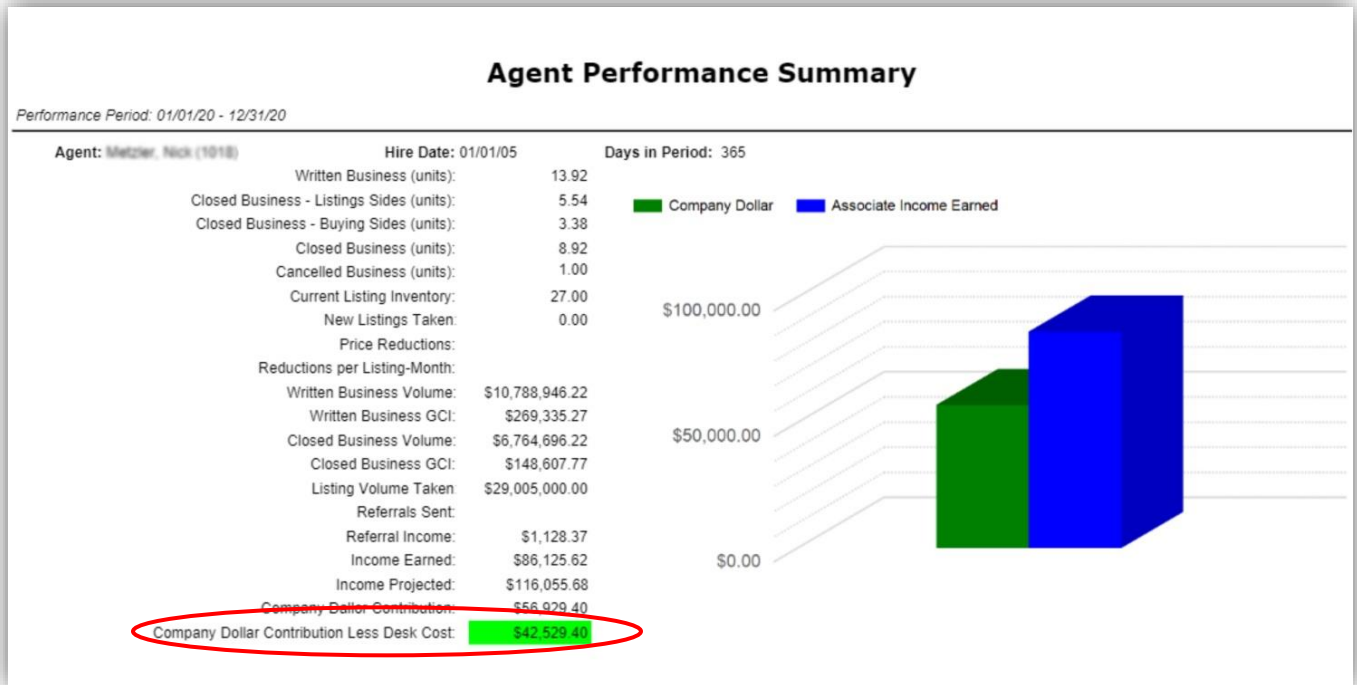 Agent Performance Summary
Performance Period: 01/01/20 - 12/31/20
Agent: Hire Date: 01/01/05 Days in Period: 365
Written Business (units): 13.92
Closed Business - Listings Sides (units): 5.54
Closed Business - Buying Sides (units): 3.38
Closed Business (units): 8.92
Cancelled Business (units): 1.00
Current Listing Inventory: 27.00
New Listings Taken: 0.00
Price Reductions:
Reductions per Listing-Month:
Written Business Volume: $10,788,946.22
Written Business GCI: $269,335.27
Closed Business Volume: $6,764,696.22
Closed Business GCI: $148,607.77
Listing Volume Taken: $29,005,000.00
Referrals Sent:
Referral Income: $1,128.37
Income Earned: $86,125.62
Income Projected: $116,055.68
Company Dollar Contribution: $56,929.40
Company Dollar Contribution Less Desk Cost: $42,529.40
Company Dollar Associate Income Earned
$100,000.00
$50,000.00
$0.00